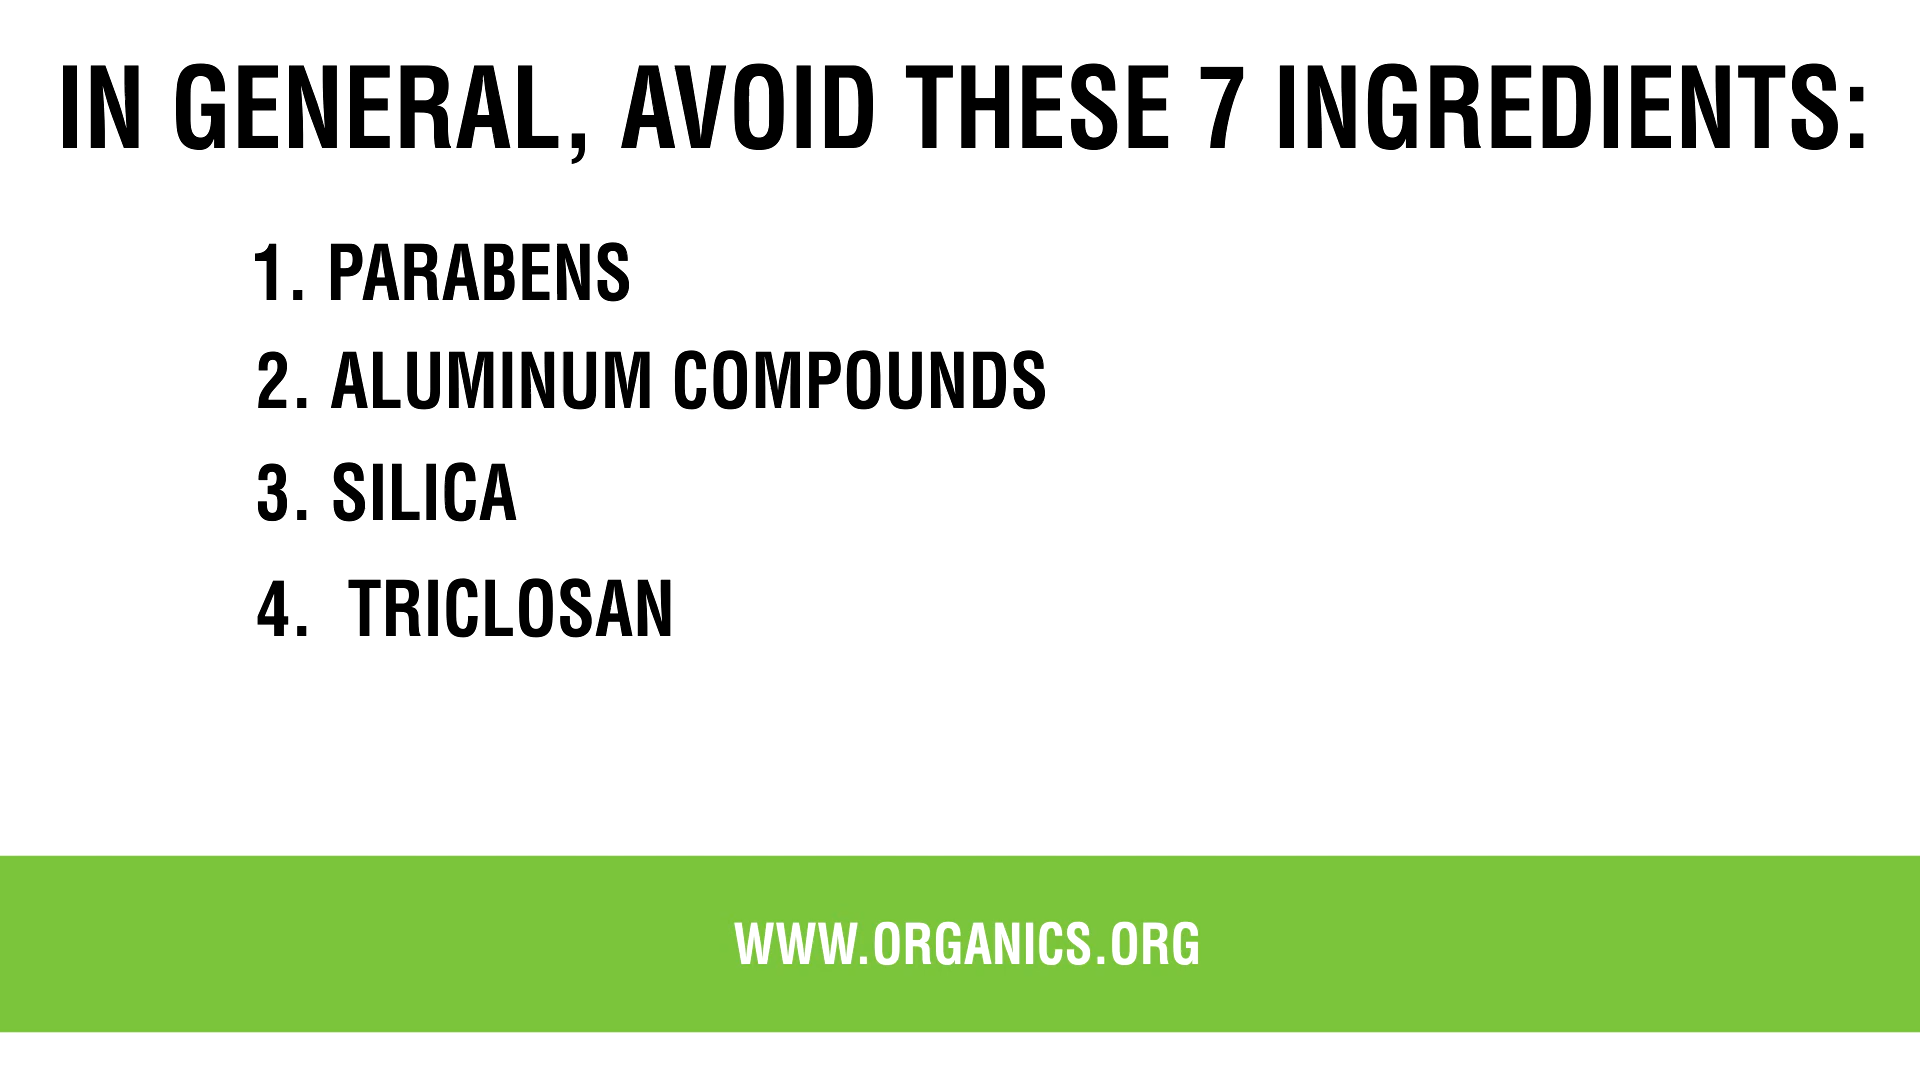 IN GENERAL, AVOID THESE 7 INGREDIENTS:
1. PARABENS
2. ALUMINUM COMPOUNDS
3. SILICA
4. TRICLOSAN
WWW.ORGANICS.ORG